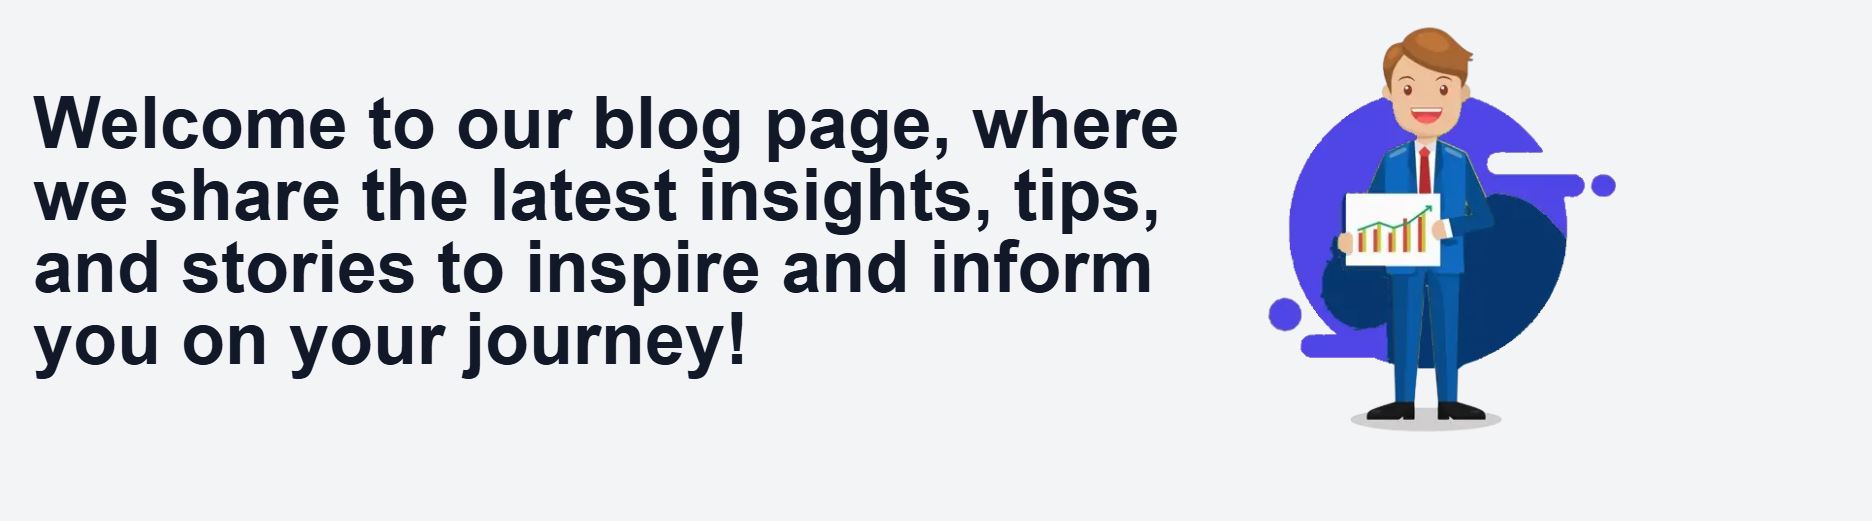 Welcome to our blog page, where
we share the latest insights, tips,
and stories to inspire and inform
you on your journey!